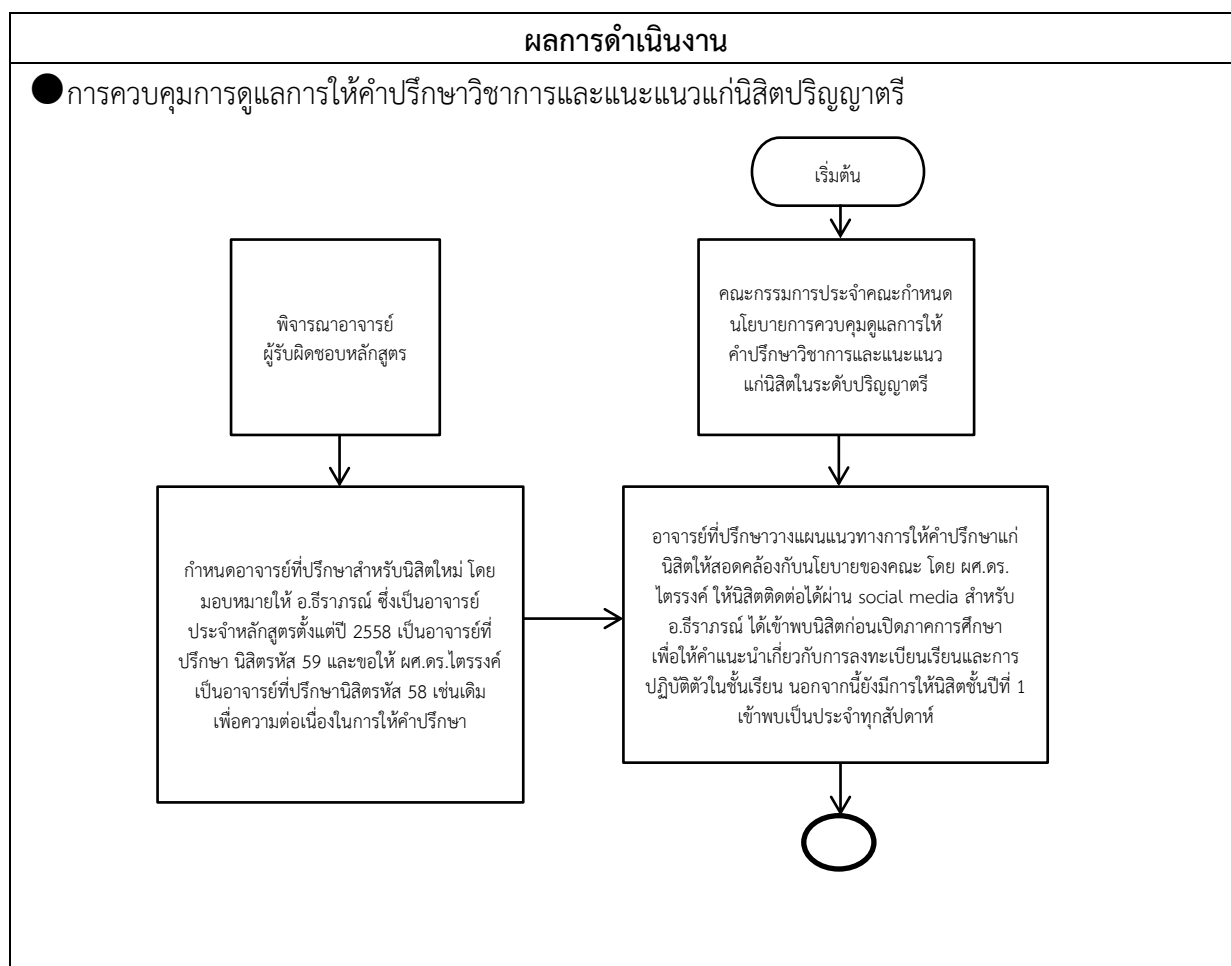 ผลการดำเนินงาน
●การควบคุมการดูแลการให้คำปรึกษาวิชาการและแนะแนวแก่นิสิตปริญญาตรี
เริ่มต้น
พิจารณาอาจารย์
ผู้รับผิดชอบหลักสูตร
คณะกรรมการประจำคณะกำหนด
นโยบายการควบคุมดูแลการให้
คำปรึกษาวิชาการและแนะแนว
แก่นิสิตในระดับปริญญาตรี
กำหนดอาจารย์ที่ปรึกษาสำหรับนิสิตใหม่ โดย
มอบหมายให้ อ.ธีราภรณ์ ซึ่งเป็นอาจารย์
ประจำหลักสูตรตั้งแต่ปี 2558 เป็นอาจารย์ที่
ปรึกษา นิสิตรหัส 59 และขอให้ ผศ.ดร.ไตรรงค์
เป็นอาจารย์ที่ปรึกษานิสิตรหัส 58 เช่นเดิม
เพื่อความต่อเนื่องในการให้คำปรึกษา
อาจารย์ที่ปรึกษาวางแผนแนวทางการให้คำปรึกษาแก่
นิสิตให้สอดคล้องกับนโยบายของคณะ โดย ผศ.ดร.
ไตรรงค์ ให้นิสิตติดต่อได้ผ่าน social media สำหรับ
อ.ธีราภรณ์ ได้เข้าพบนิสิตก่อนเปิดภาคการศึกษา
เพื่อให้คำแนะนำเกี่ยวกับการลงทะเบียนเรียนและการ
ปฏิบัติตัวในชั้นเรียน นอกจากนี้ยังมีการให้นิสิตชั้นปีที่ 1
เข้าพบเป็นประจำทุกสัปดาห์